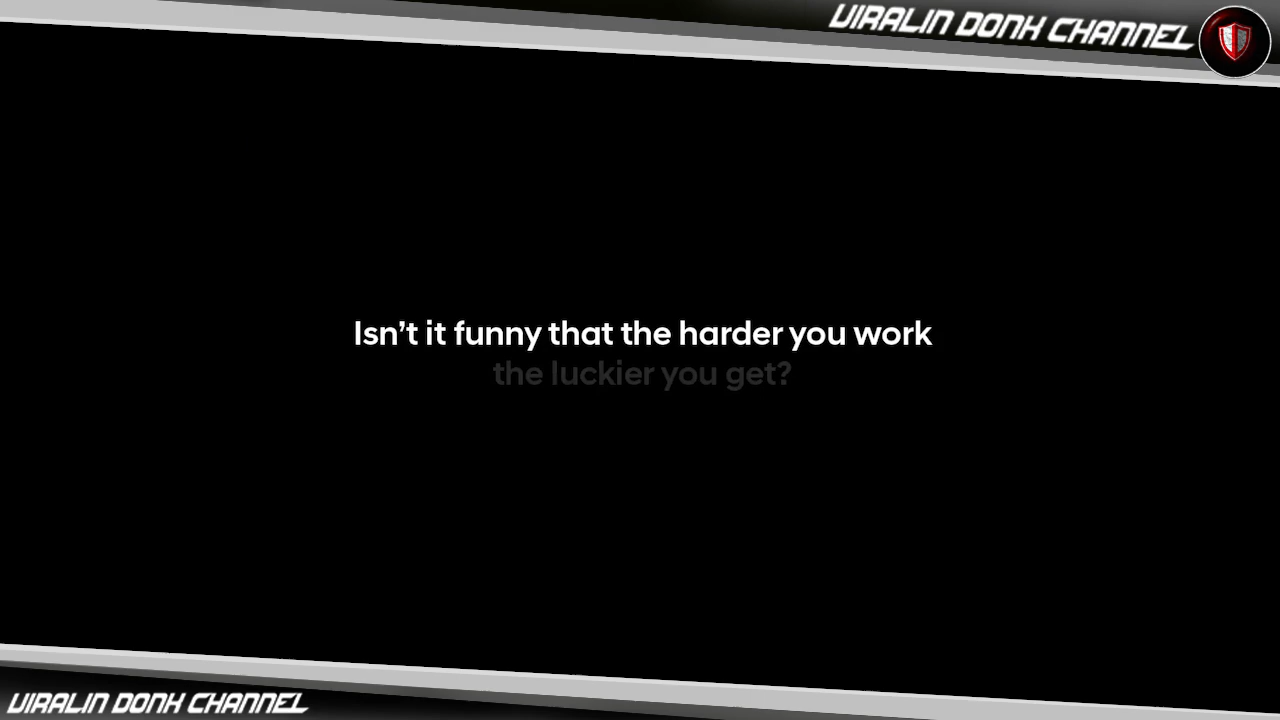 VIRALIN DONK CHANNEL
Isn’t it funny that the harder you work
the luckier you get?
VIRALIN DONK CHANNEL